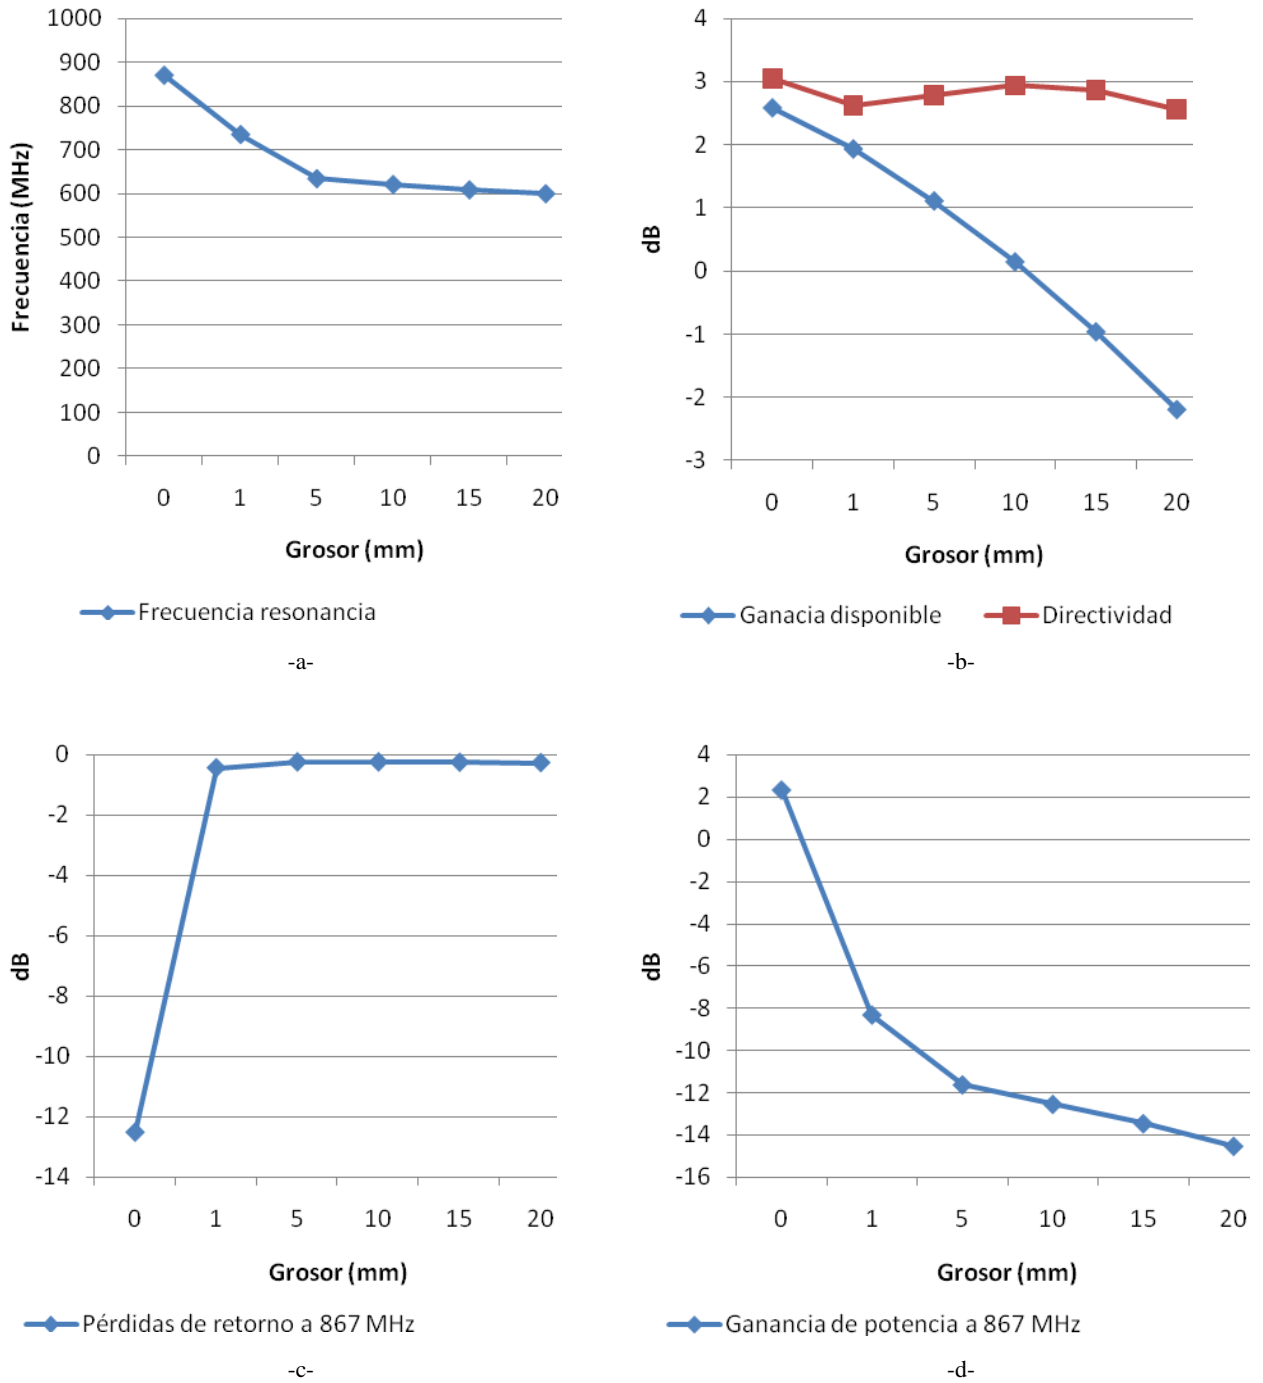 1000
900
800
700
600
500
400
300
200
100
0
Frecuencia (MHz)
0 1 5 10 15 20
Grosor (mm)
Frecuencia resonancia
-a-
4
3
2
1
0
-1
-2
-3
dB
0 1 5 10 15 20
Grosor (mm)
Ganacia disponible Directividad
-b-
0
-2
-4
-6
-8
-10
-12
-14
dB
0 1 5 10 15 20
Grosor (mm)
Pérdidas de retorno a 867 MHz
-c-
4
2
0
-2
-4
-6
-8
-10
-12
-14
-16
dB
0 1 5 10 15 20
Grosor (mm)
Ganancia de potencia a 867 MHz
-d-